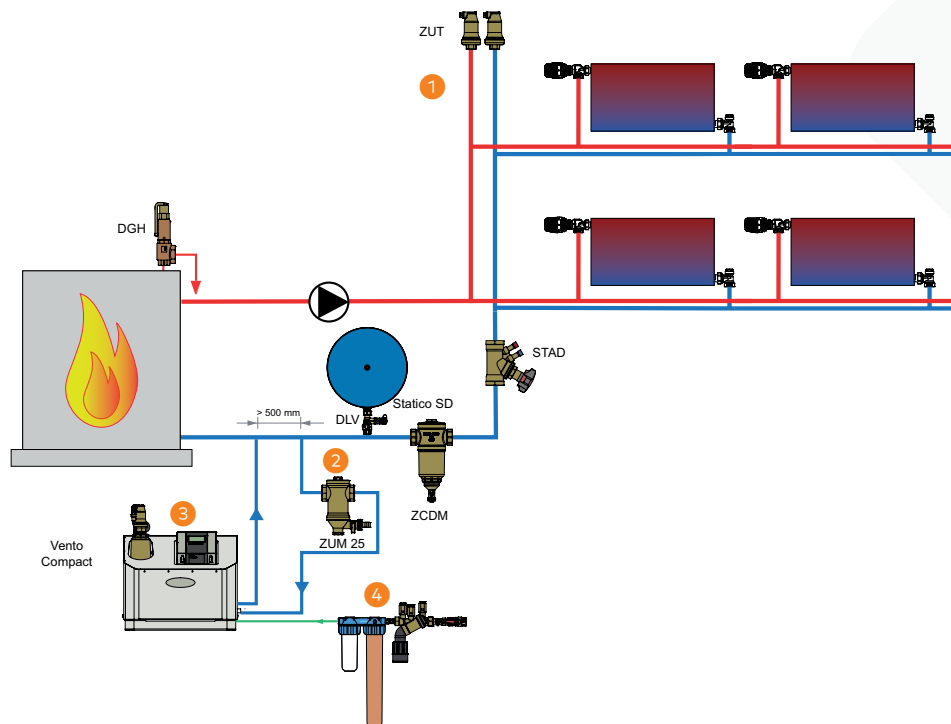 ZUT
1
DGH
STAD
> 500 mm
Statico SD
DLV
2
ZCDM
3
ZUM 25
Vento
Compact
4